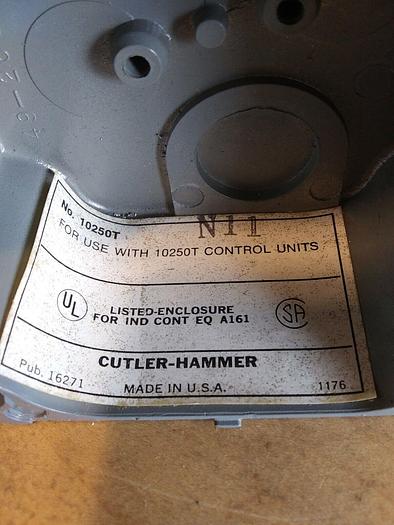 No. 10250T
N11
FOR USE WITH 10250T CONTROL UNITS
UL
LISTED-ENCLOSURE
FOR IND CONT EQ A161
SA
CUTLER-HAMMER
Pub. 16271
MADE IN U.S.A.
1176